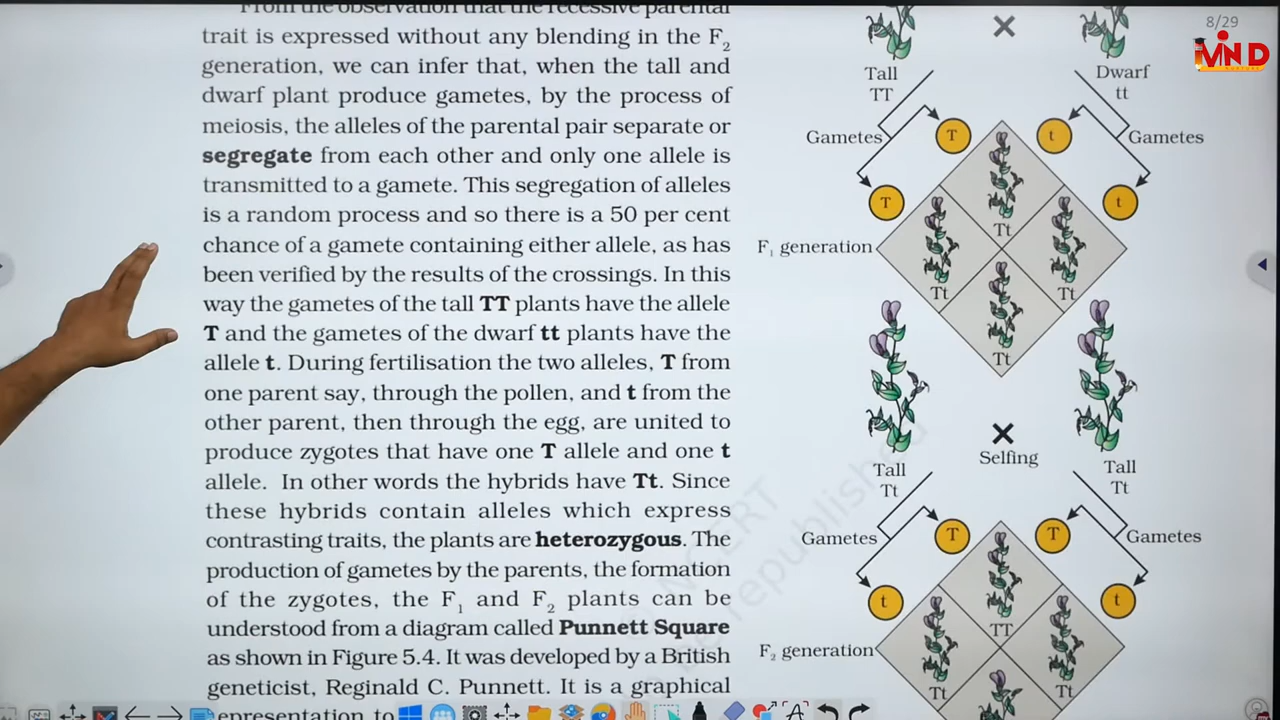 From the observation that the recessive parental
trait is expressed without any blending in the F2
generation, we can infer that, when the tall and
dwarf plant produce gametes, by the process of
meiosis, the alleles of the parental pair separate or
segregate from each other and only one allele is
transmitted to a gamete. This segregation of alleles
is a random process and so there is a 50 per cent
chance of a gamete containing either allele, as has
been verified by the results of the crossings. In this
way the gametes of the tall TT plants have the allele
T and the gametes of the dwarf tt plants have the
allele t. During fertilisation the two alleles, T from
one parent say, through the pollen, and t from the
other parent, then through the egg, are united to
produce zygotes that have one T allele and one t
allele. In other words the hybrids have Tt. Since
these hybrids contain alleles which express
contrasting traits, the plants are heterozygous. The
production of gametes by the parents, the formation
of the zygotes, the F1 and F2 plants can be
understood from a diagram called Punnett Square
as shown in Figure 5.4. It was developed by a British
geneticist, Reginald C. Punnett. It is a graphical
epresentation to
8/29
MIND
Tall
TT
Dwarf
tt
Gametes
T
t
Gametes
T
t
Tt
F1 generation
Tt
Tt
Tt
Selfing
Tall
Tt
Tall
Tt
Gametes
T
T
Gametes
t
t
TT
F2 generation
Tt
Tt